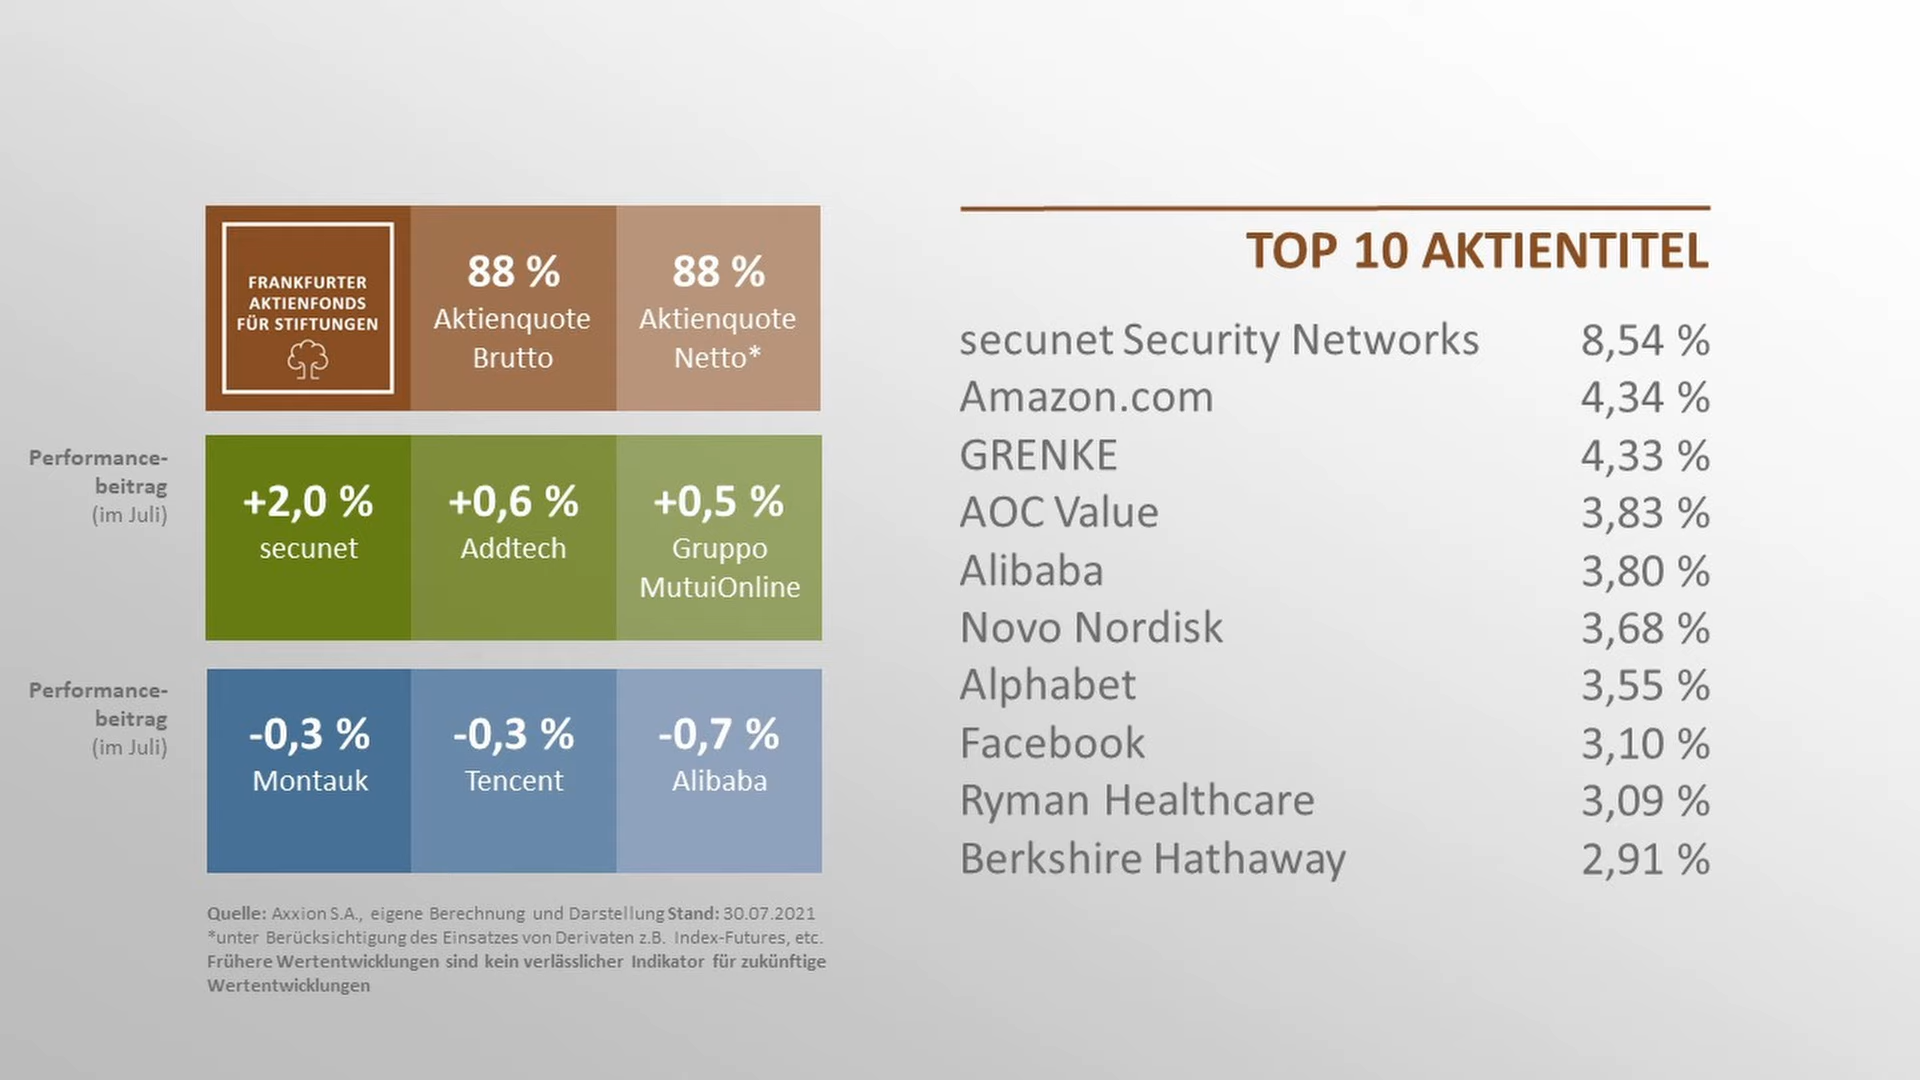 FRANKFURTER
AKTIENFONDS
FÜR STIFTUNGEN
88 %
Aktienquote
Brutto
88 %
Aktienquote
Netto*
Performance-
beitrag
(im Juli)
+2,0 %
secunet
+0,6 %
Addtech
+0,5 %
Gruppo
MutuiOnline
Performance-
beitrag
(im Juli)
-0,3 %
Montauk
-0,3 %
Tencent
-0,7 %
Alibaba
Quelle: Axxion S.A., eigene Berechnung und Darstellung Stand: 30.07.2021
*unter Berücksichtigung des Einsatzes von Derivaten z.B. Index-Futures, etc.
Frühere Wertentwicklungen sind kein verlässlicher Indikator für zukünftige
Wertentwicklungen
TOP 10 AKTIENTITEL
secunet Security Networks 8,54 %
Amazon.com 4,34 %
GRENKE 4,33 %
AOC Value 3,83 %
Alibaba 3,80 %
Novo Nordisk 3,68 %
Alphabet 3,55 %
Facebook 3,10 %
Ryman Healthcare 3,09 %
Berkshire Hathaway 2,91 %